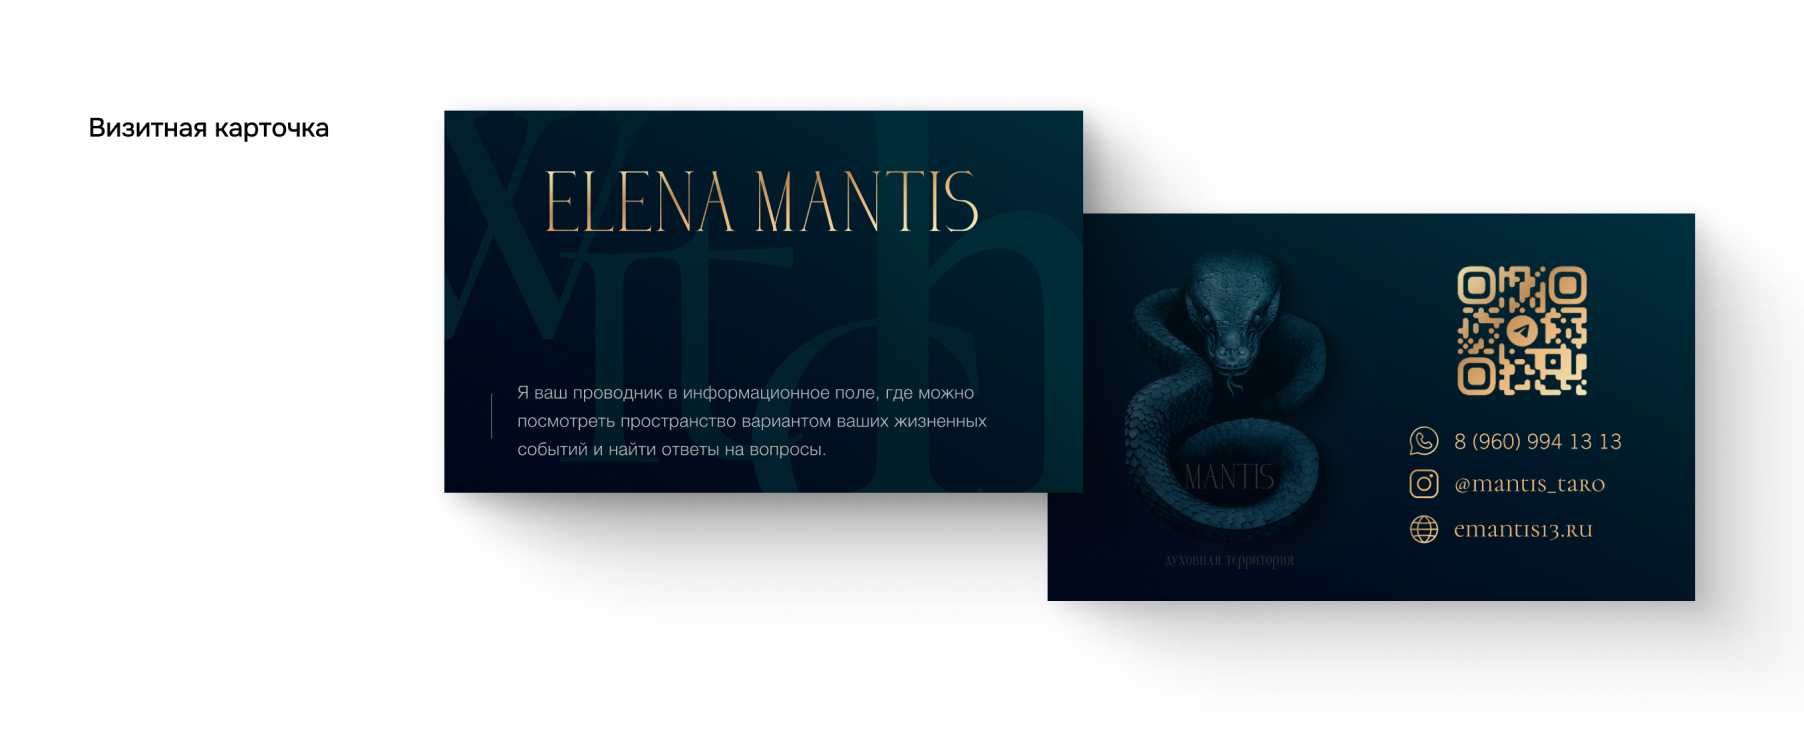 Визитная карточка
witch
ELENA MANTIS
Я ваш проводник в информационное поле, где можно
посмотреть пространство вариантом ваших жизненных
событий и найти ответы на вопросы.
MANTIS
духовная территория
8 (960) 994 13 13
@mantis_taro
emantis13.ru